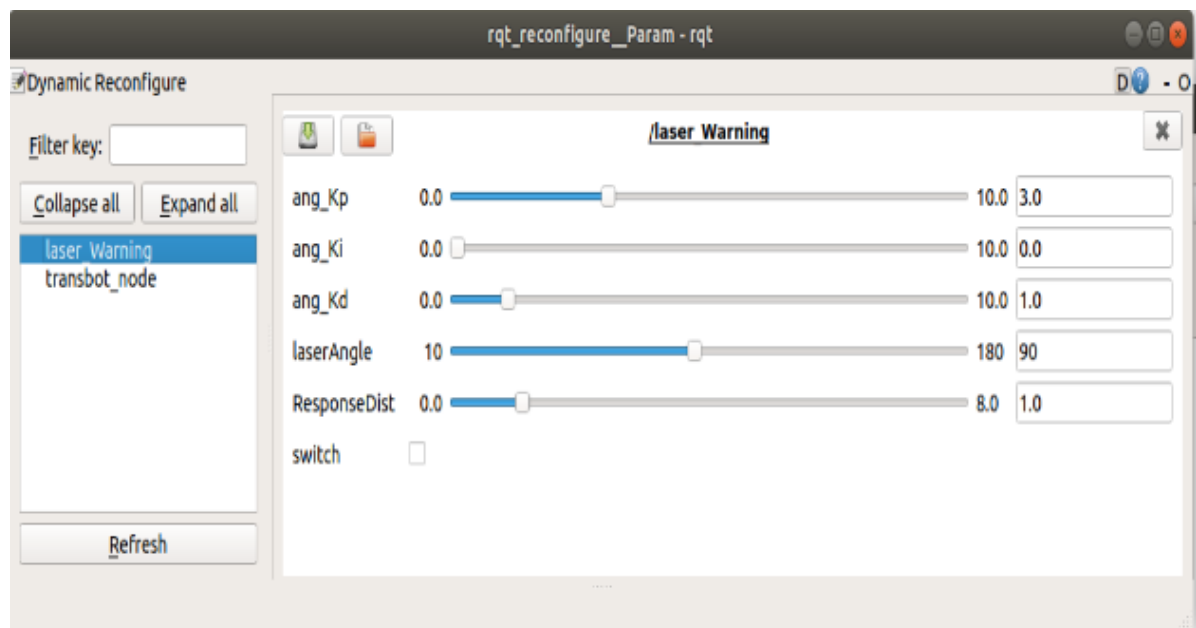 rqt_reconfigure__Param - rqt
Dynamic Reconfigure
D? - O
Filter key:
/laser_Warning
Collapse all Expand all
ang_Kp 0.0 10.0 3.0
laser_Warning
ang_Ki 0.0 10.0 0.0
transbot_node
ang_Kd 0.0 10.0 1.0
laserAngle 10 180 90
ResponseDist 0.0 8.0 1.0
switch
Refresh